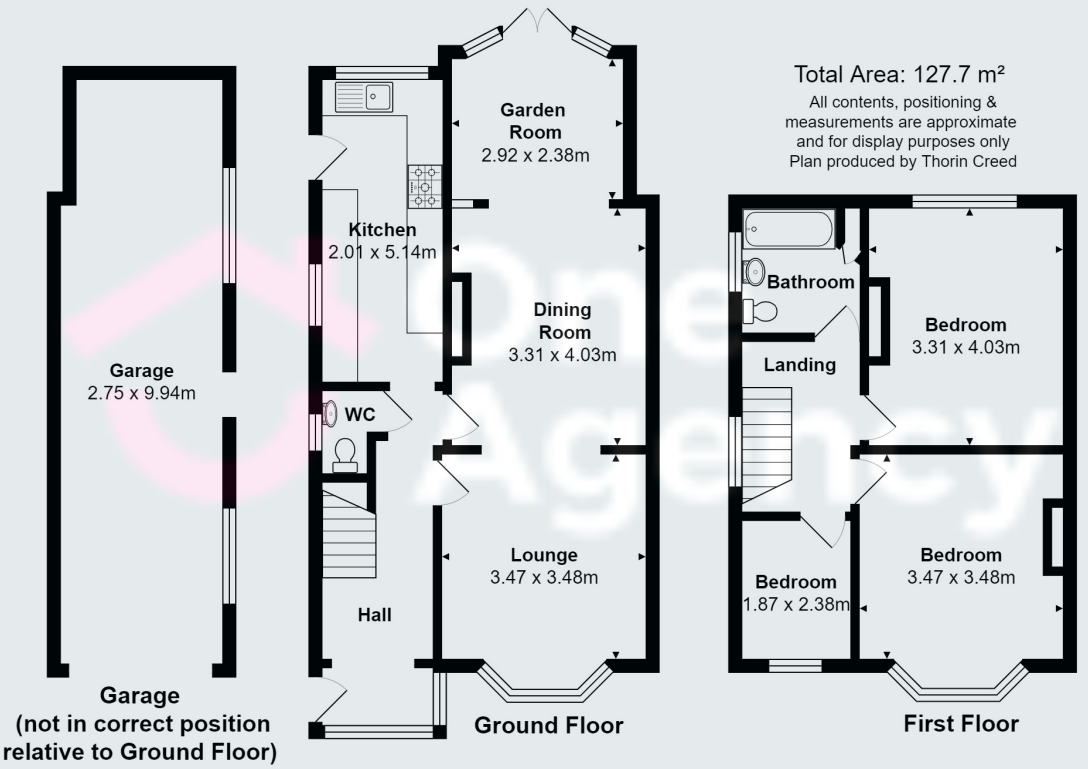 Total Area: 127.7 m²
All contents, positioning &
measurements are approximate
and for display purposes only
Plan produced by Thorin Creed
Garden
Room
2.92 x 2.38m
Kitchen
2.01 x 5.14m
Dining
Room
3.31 x 4.03m
Garage
2.75 x 9.94m
WC
Lounge
3.47 x 3.48m
Hall
Bathroom
Landing
Bedroom
3.31 x 4.03m
Bedroom
3.47 x 3.48m
Bedroom
1.87 x 2.38m
Garage
(not in correct position
relative to Ground Floor)
Ground Floor
First Floor
One
Agency